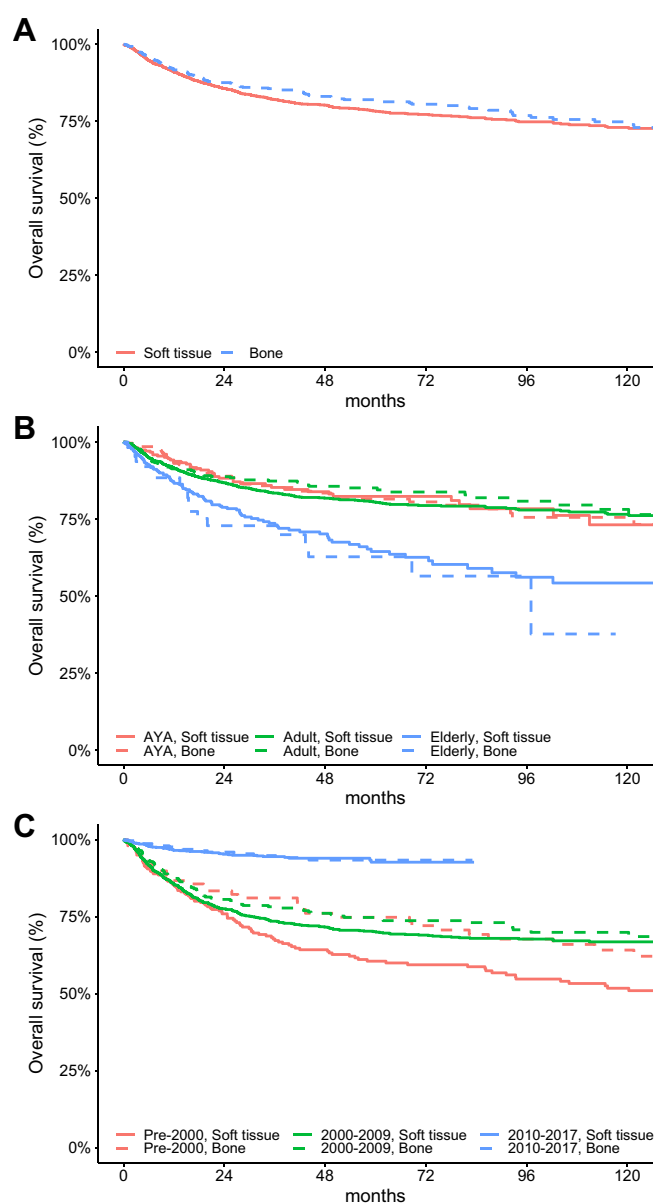 A
100%
75%
50%
25%
0%
Overall survival (%)
Soft tissue Bone
0 24 48 72 96 120
months
B
100%
75%
50%
25%
0%
Overall survival (%)
AYA, Soft tissue Adult, Soft tissue Elderly, Soft tissue
AYA, Bone Adult, Bone Elderly, Bone
0 24 48 72 96 120
months
C
100%
75%
50%
25%
0%
Overall survival (%)
Pre-2000, Soft tissue 2000-2009, Soft tissue 2010-2017, Soft tissue
Pre-2000, Bone 2000-2009, Bone 2010-2017, Bone
0 24 48 72 96 120
months